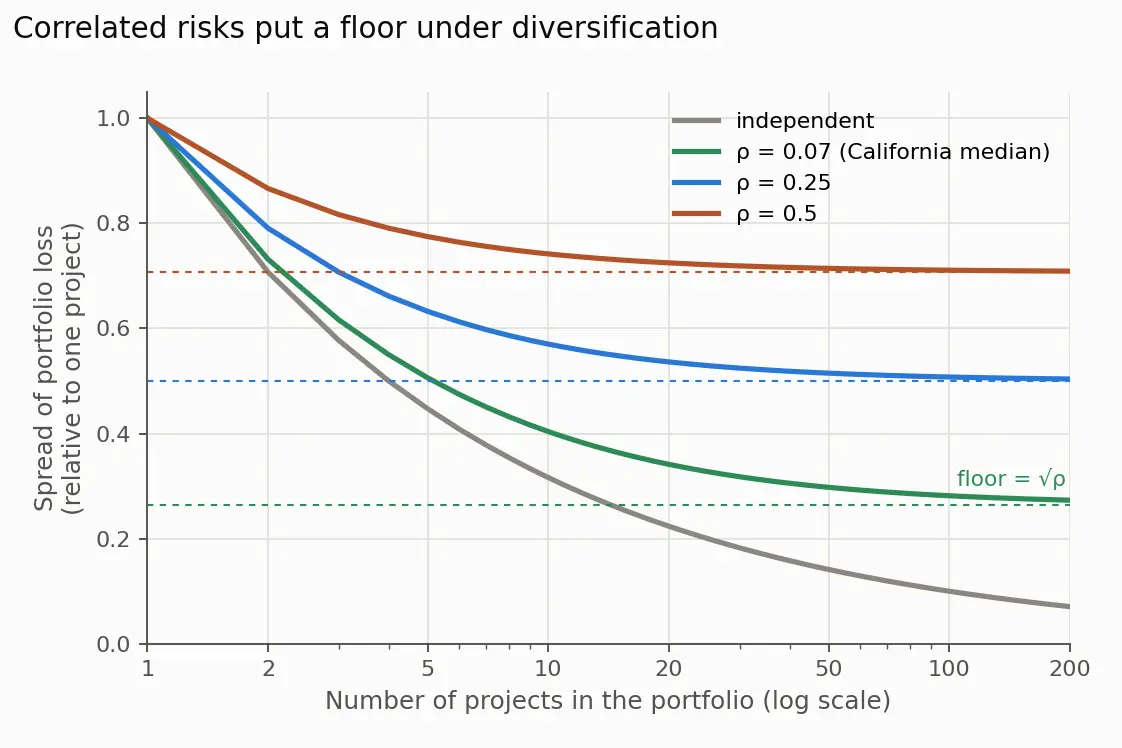 Correlated risks put a floor under diversification
independent
ρ = 0.07 (California median)
ρ = 0.25
ρ = 0.5
floor = √ρ
Spread of portfolio loss
(relative to one project)
1.0
0.8
0.6
0.4
0.2
0.0
1 2 5 10 20 50 100 200
Number of projects in the portfolio (log scale)